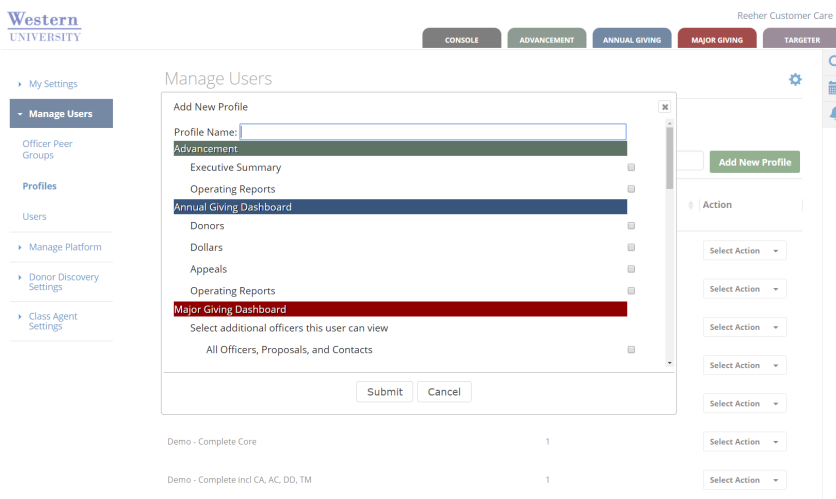 Western
UNIVERSITY
Reeher Customer Care
CONSOLE
ADVANCEMENT
ANNUAL GIVING
MAJOR GIVING
TARGETER
My Settings
Manage Users
Officer Peer
Groups
Profiles
Users
Manage Platform
Donor Discovery
Settings
Class Agent
Settings
Manage Users
Add New Profile
Profile Name:
Advancement
Executive Summary
Operating Reports
Annual Giving Dashboard
Donors
Dollars
Appeals
Operating Reports
Major Giving Dashboard
Select additional officers this user can view
All Officers, Proposals, and Contacts
Submit
Cancel
Add New Profile
Action
Select Action
Select Action
Select Action
Select Action
Select Action
Demo - Complete Core
1
Select Action
Demo - Complete incl CA, AC, DD, TM
1
Select Action